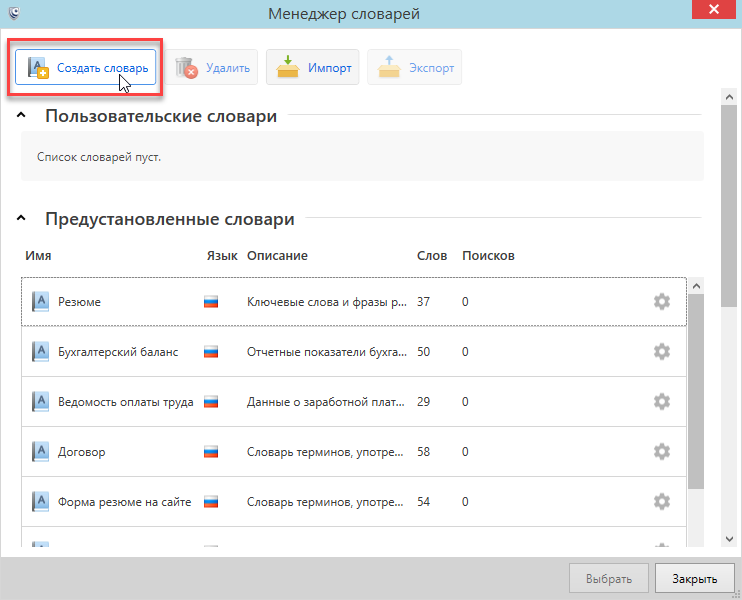 Менеджер словарей
Создать словарь Удалить Импорт Экспорт
Пользовательские словари
Список словарей пуст.
Предустановленные словари
Имя Язык Описание Слов Поисков
Резюме Ключевые слова и фразы р... 37 0
Бухгалтерский баланс Отчетные показатели бухга... 50 0
Ведомость оплаты труда Данные о заработной плат... 29 0
Договор Словарь терминов, употре... 58 0
Форма резюме на сайте Словарь терминов, употре... 54 0
Выбрать Закрыть